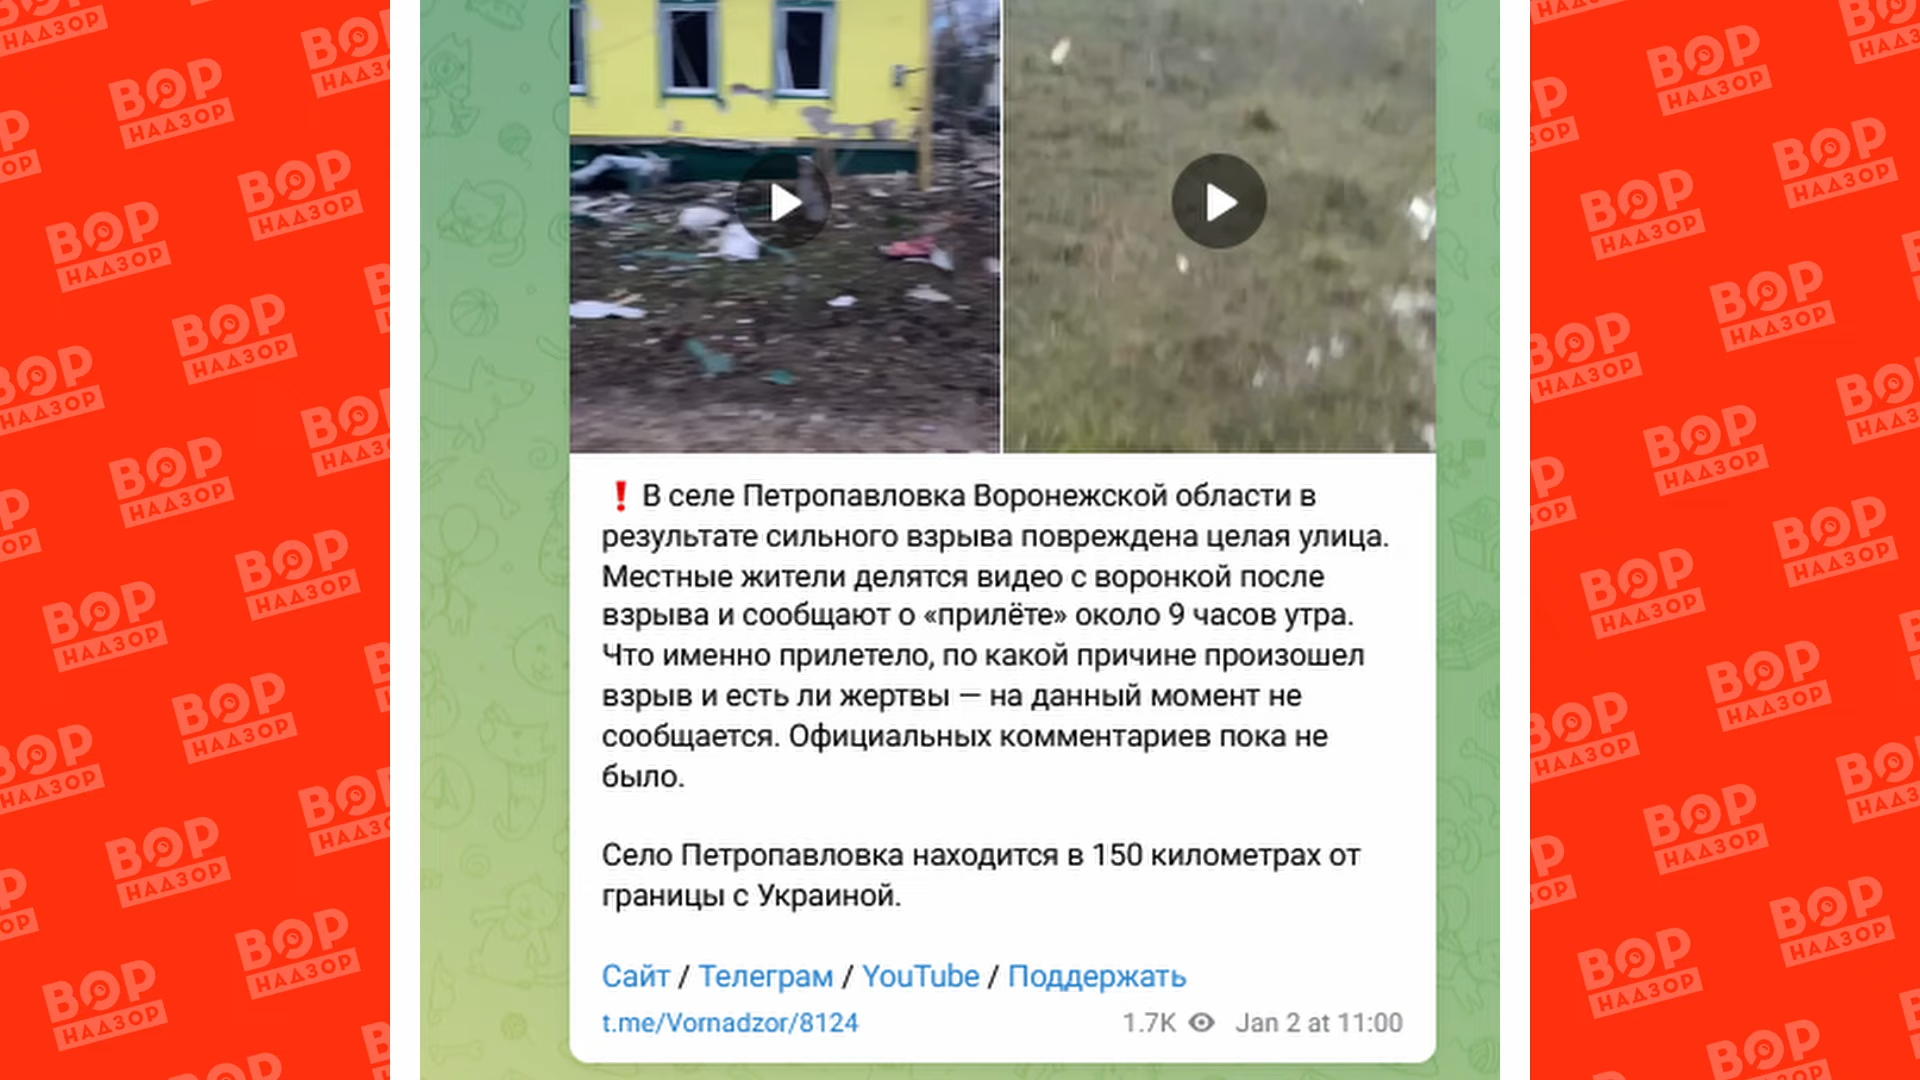 ❗ В селе Петропавловка Воронежской области в
результате сильного взрыва повреждена целая улица.
Местные жители делятся видео с воронкой после
взрыва и сообщают о «прилёте» около 9 часов утра.
Что именно прилетело, по какой причине произошел
взрыв и есть ли жертвы — на данный момент не
сообщается. Официальных комментариев пока не
было.
Село Петропавловка находится в 150 километрах от
границы с Украиной.
Сайт / Телеграм / YouTube / Поддержать
t.me/Vornadzor/8124 1.7K Jan 2 at 11:00
ВОР
НАДЗОР